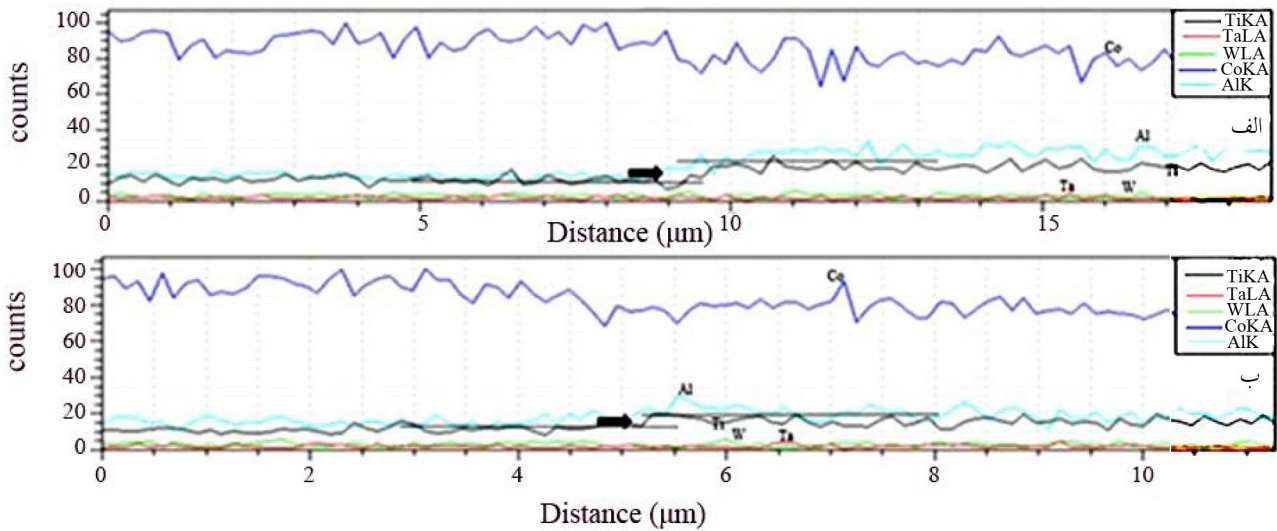 counts
100
80
60
40
20
0
TiKA
TaLA
WLA
CoKA
AlK
Co
الف
Al
Ti
Ta W
0 5 10 15
Distance (μm)
counts
100
80
60
40
20
0
TiKA
TaLA
WLA
CoKA
AlK
Co
ب
Al
Ti
W Ta
0 2 4 6 8 10
Distance (μm)